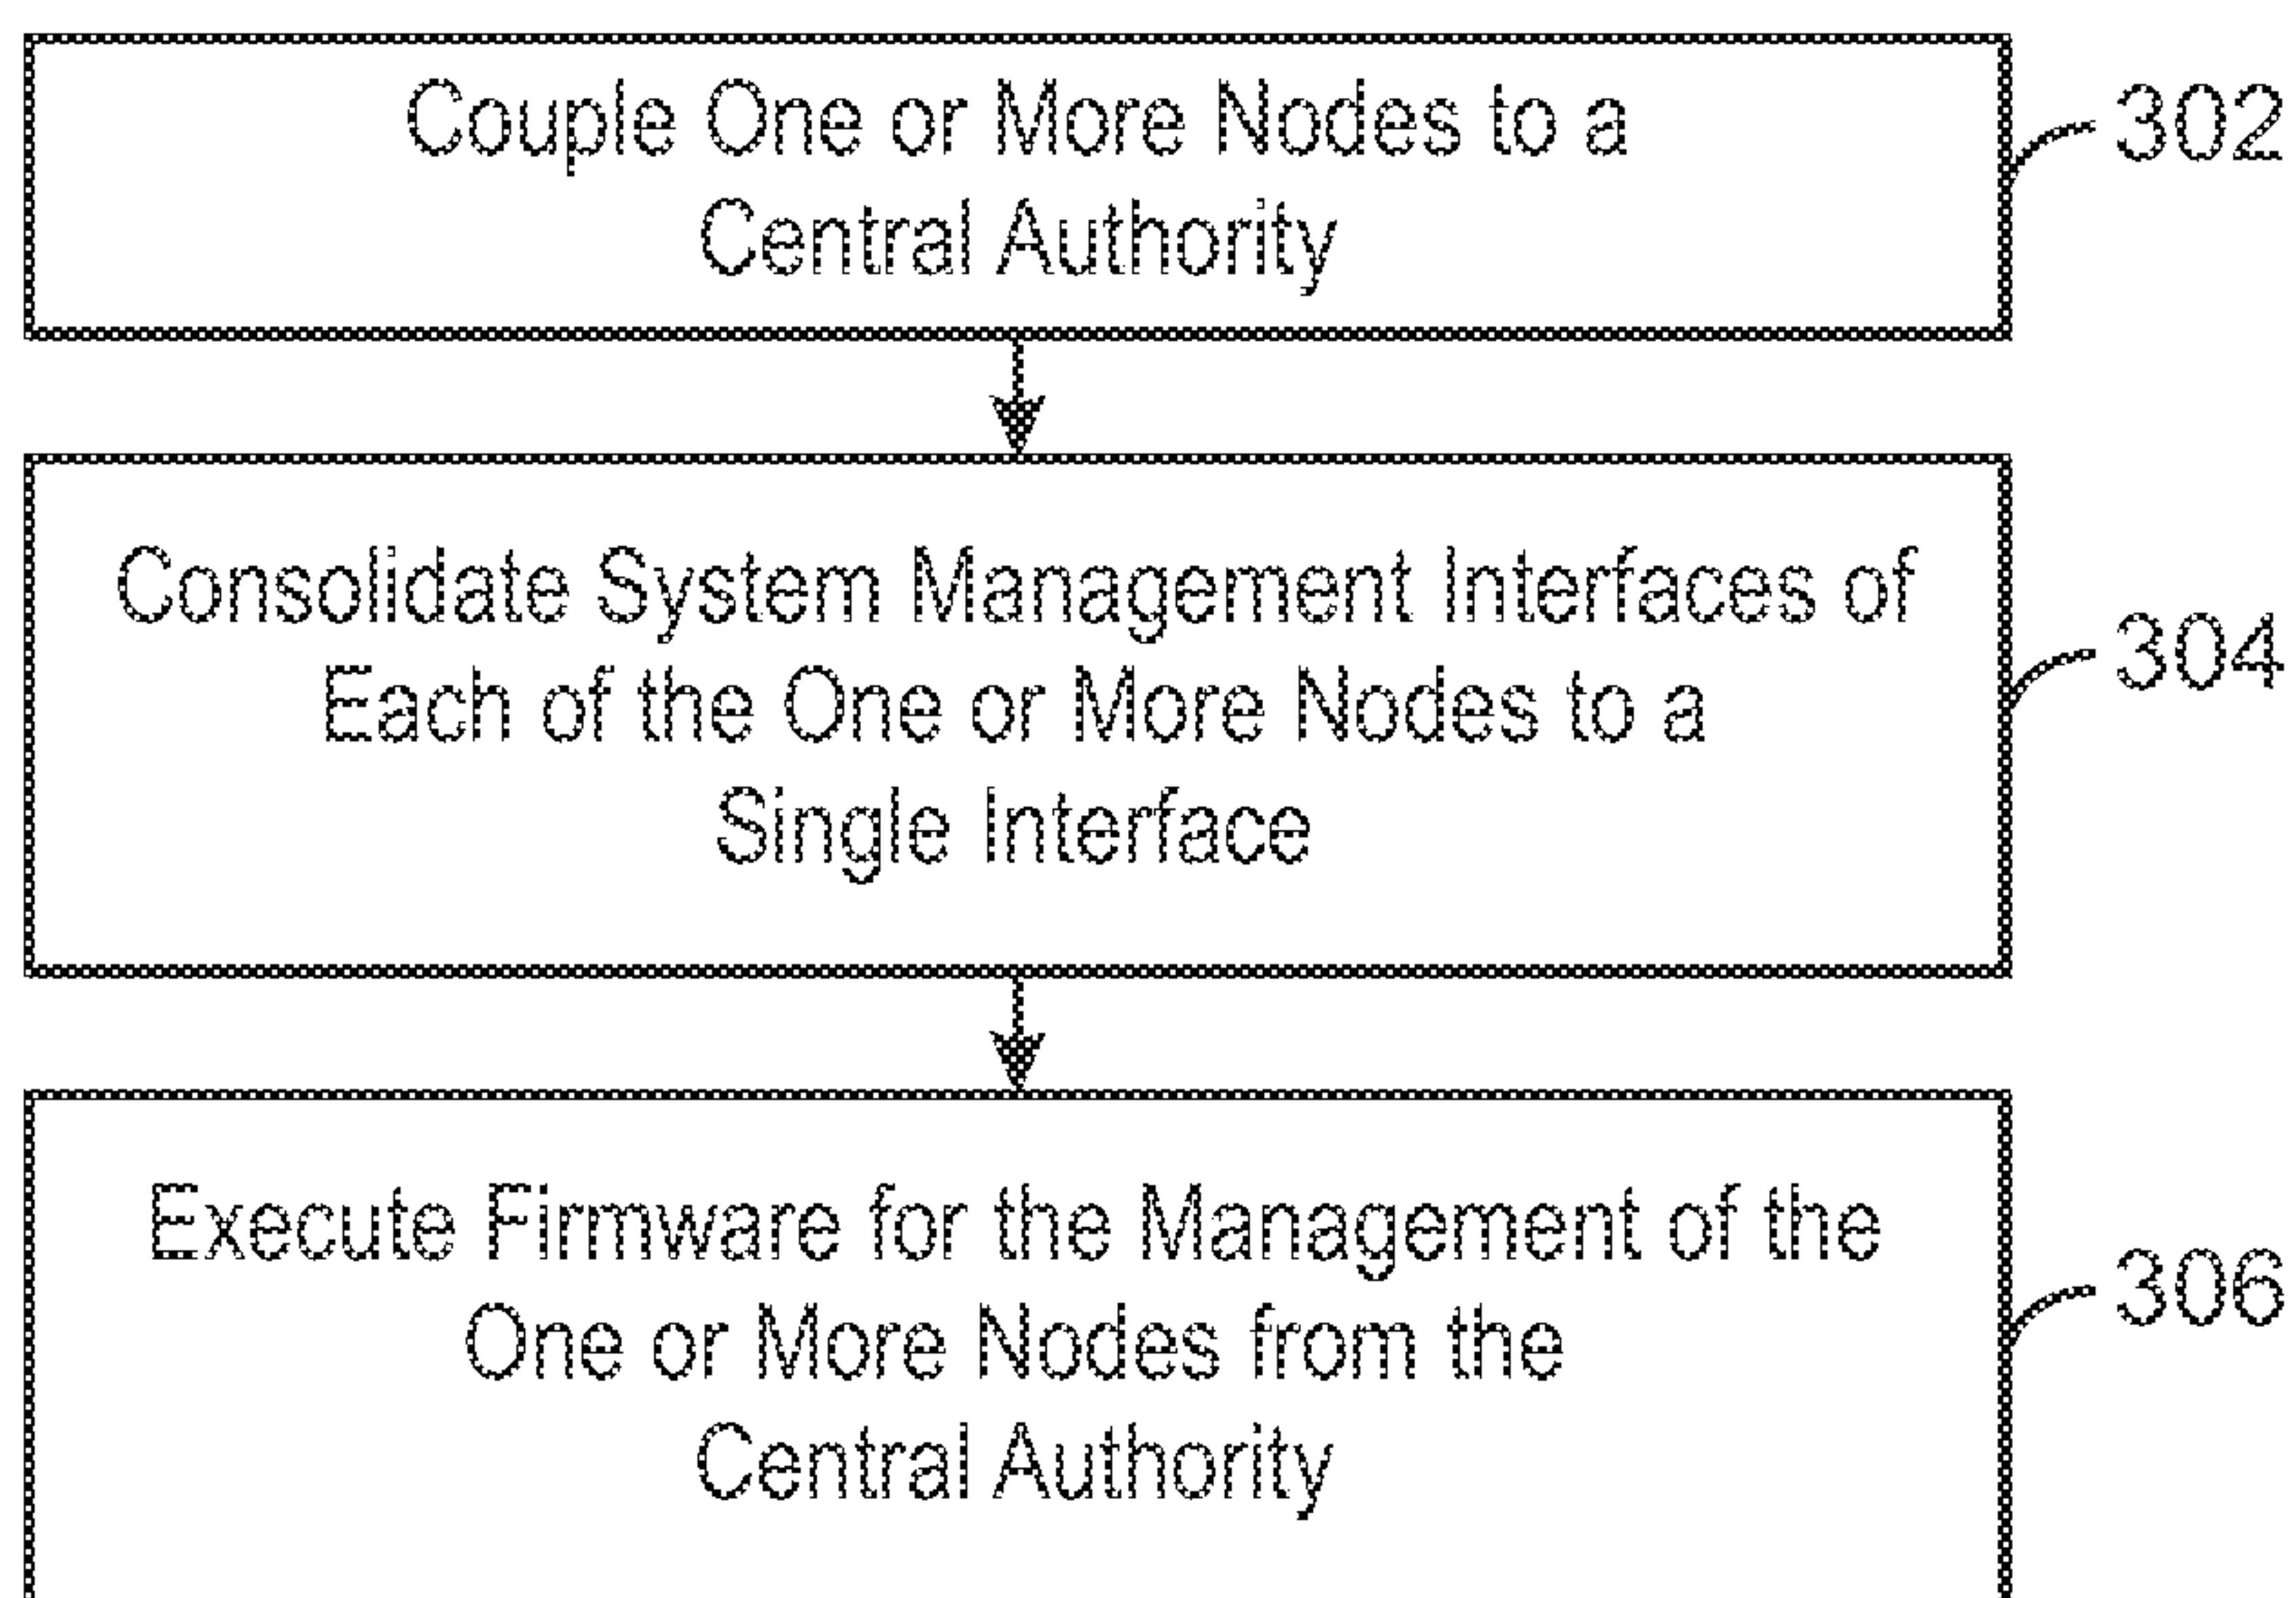 Couple One or More Nodes to a
Central Authority
302
Consolidate System Management Interfaces of
Each of the One or More Nodes to a
Single Interface
304
Execute Firmware for the Management of the
One or More Nodes from the
Central Authority
306